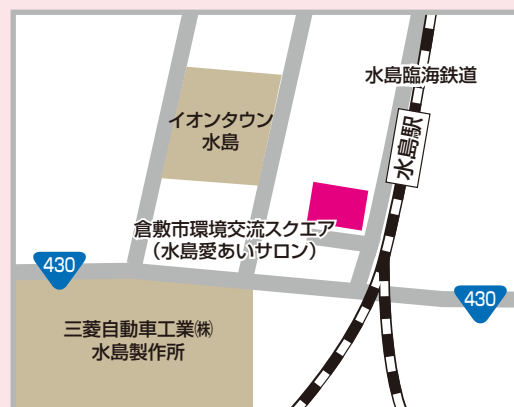 水島臨海鉄道
イオンタウン
水島
水島駅
倉敷市環境交流スクエア
（水島愛あいサロン）
430
430
三菱自動車工業㈱
水島製作所